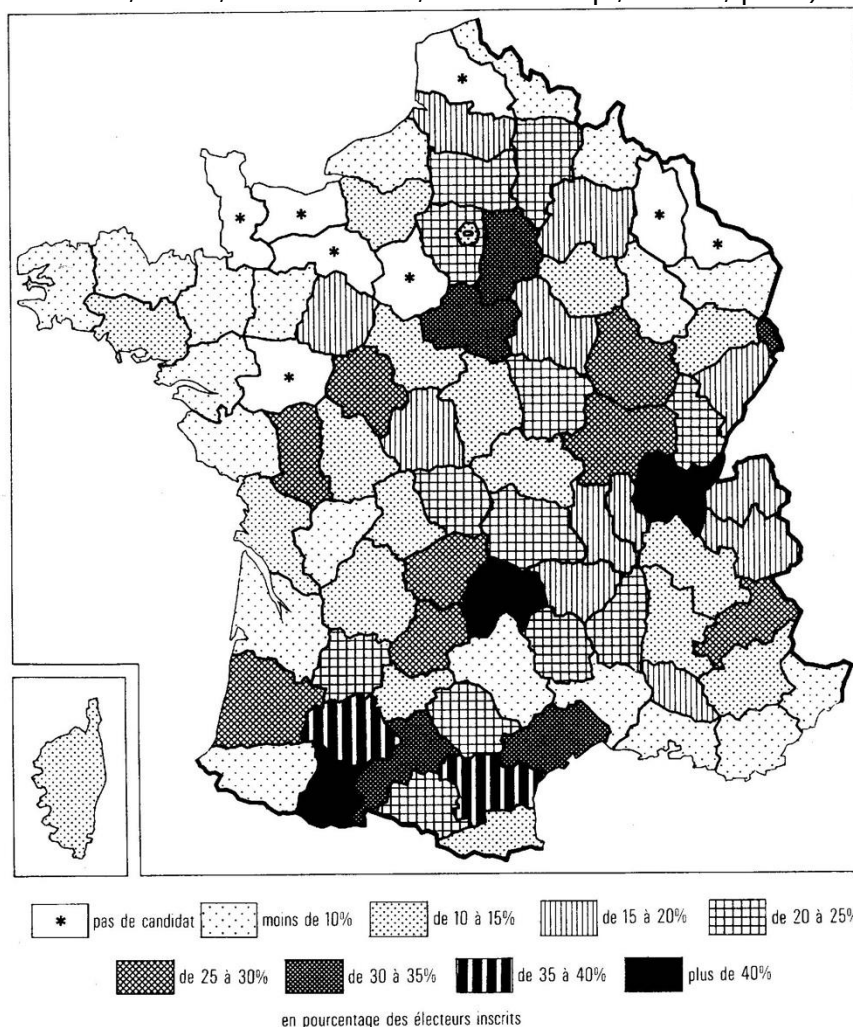 * pas de candidat
moins de 10%
de 10 à 15%
de 15 à 20%
de 20 à 25%
de 25 à 30%
de 30 à 35%
de 35 à 40%
plus de 40%
en pourcentage des électeurs inscrits